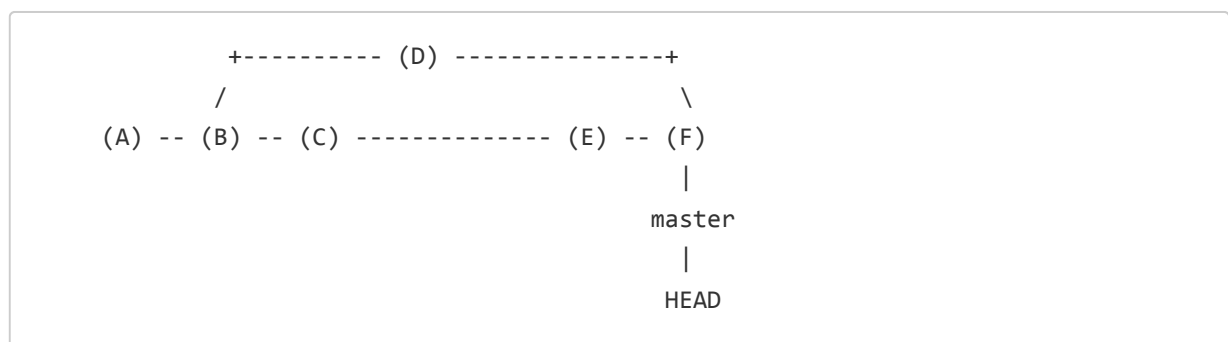 +---------- (D) ---------------+
/ \
(A) -- (B) -- (C) -------------- (E) -- (F)
|
master
|
HEAD